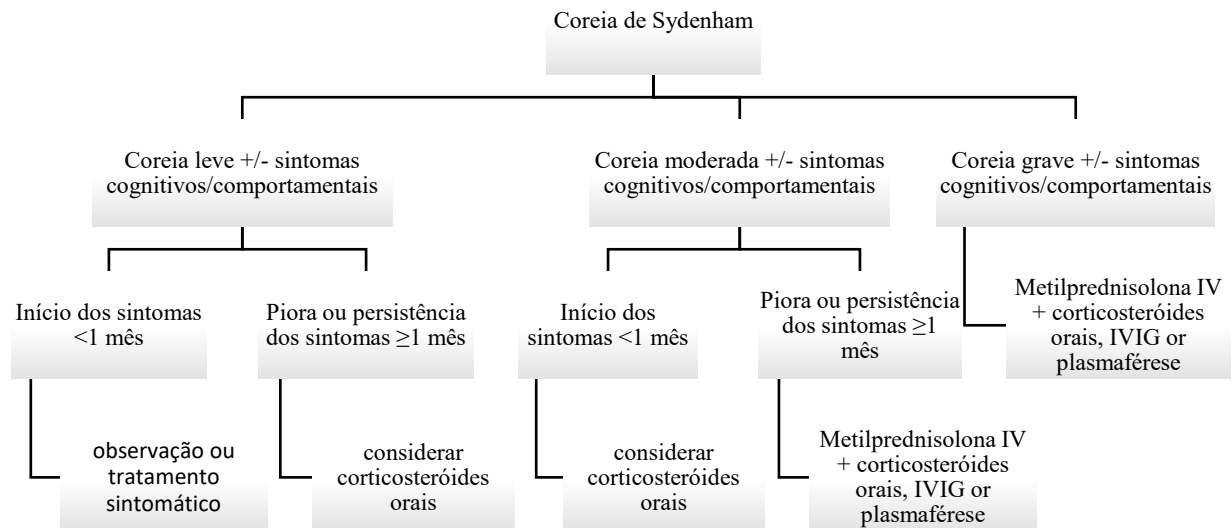 Coreia de Sydenham
Coreia leve +/- sintomas
cognitivos/comportamentais
Coreia moderada +/- sintomas
cognitivos/comportamentais
Coreia grave +/- sintomas
cognitivos/comportamentais
Início dos sintomas
<1 mês
Piora ou persistência
dos sintomas ≥1 mês
Início dos
sintomas <1 mês
Piora ou persistência
dos sintomas ≥1
mês
Metilprednisolona IV
+ corticosteróides
orais, IVIG or
plasmaférese
observação ou
tratamento
sintomático
considerar
corticosteróides
orais
considerar
corticosteróides
orais
Metilprednisolona IV
+ corticosteróides
orais, IVIG or
plasmaférese